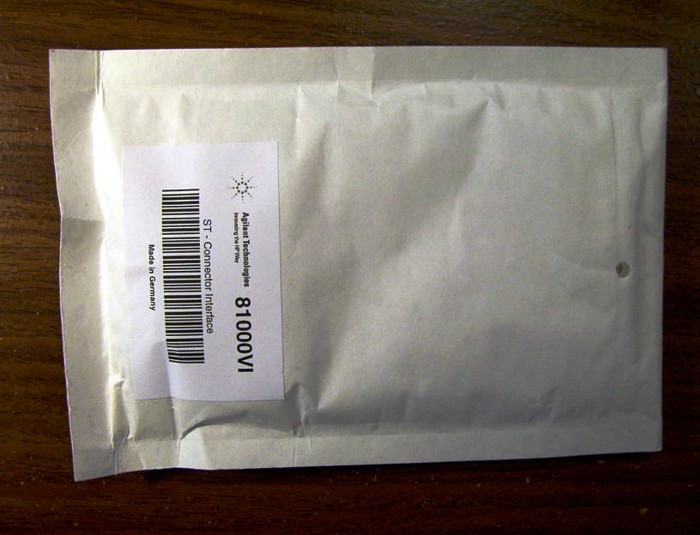 Agilent Technologies
Innovating the HP Way
81000VI
ST - Connector Interface
Made in Germany